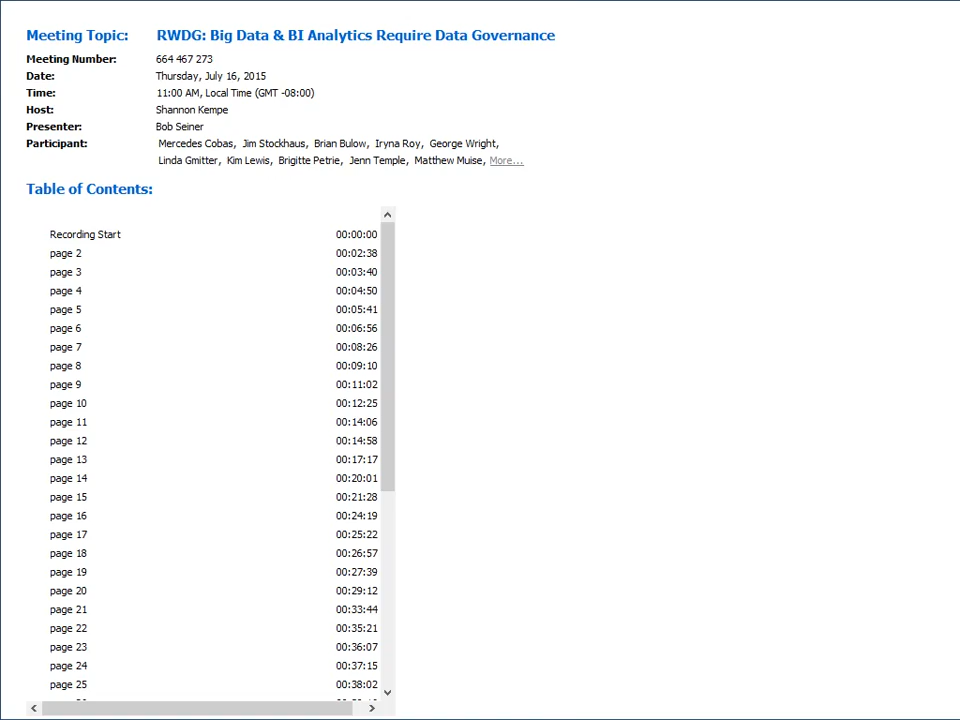 Meeting Topic: RWDG: Big Data & BI Analytics Require Data Governance
Meeting Number: 664 467 273
Date: Thursday, July 16, 2015
Time: 11:00 AM, Local Time (GMT -08:00)
Host: Shannon Kempe
Presenter: Bob Seiner
Participant: Mercedes Cobas, Jim Stockhaus, Brian Bulow, Iryna Roy, George Wright,
Linda Gmitter, Kim Lewis, Brigitte Petrie, Jenn Temple, Matthew Muise, More...
Table of Contents:
Recording Start 00:00:00
page 2 00:02:38
page 3 00:03:40
page 4 00:04:50
page 5 00:05:41
page 6 00:06:56
page 7 00:08:26
page 8 00:09:10
page 9 00:11:02
page 10 00:12:25
page 11 00:14:06
page 12 00:14:58
page 13 00:17:17
page 14 00:20:01
page 15 00:21:28
page 16 00:24:19
page 17 00:25:22
page 18 00:26:57
page 19 00:27:39
page 20 00:29:12
page 21 00:33:44
page 22 00:35:21
page 23 00:36:07
page 24 00:37:15
page 25 00:38:02